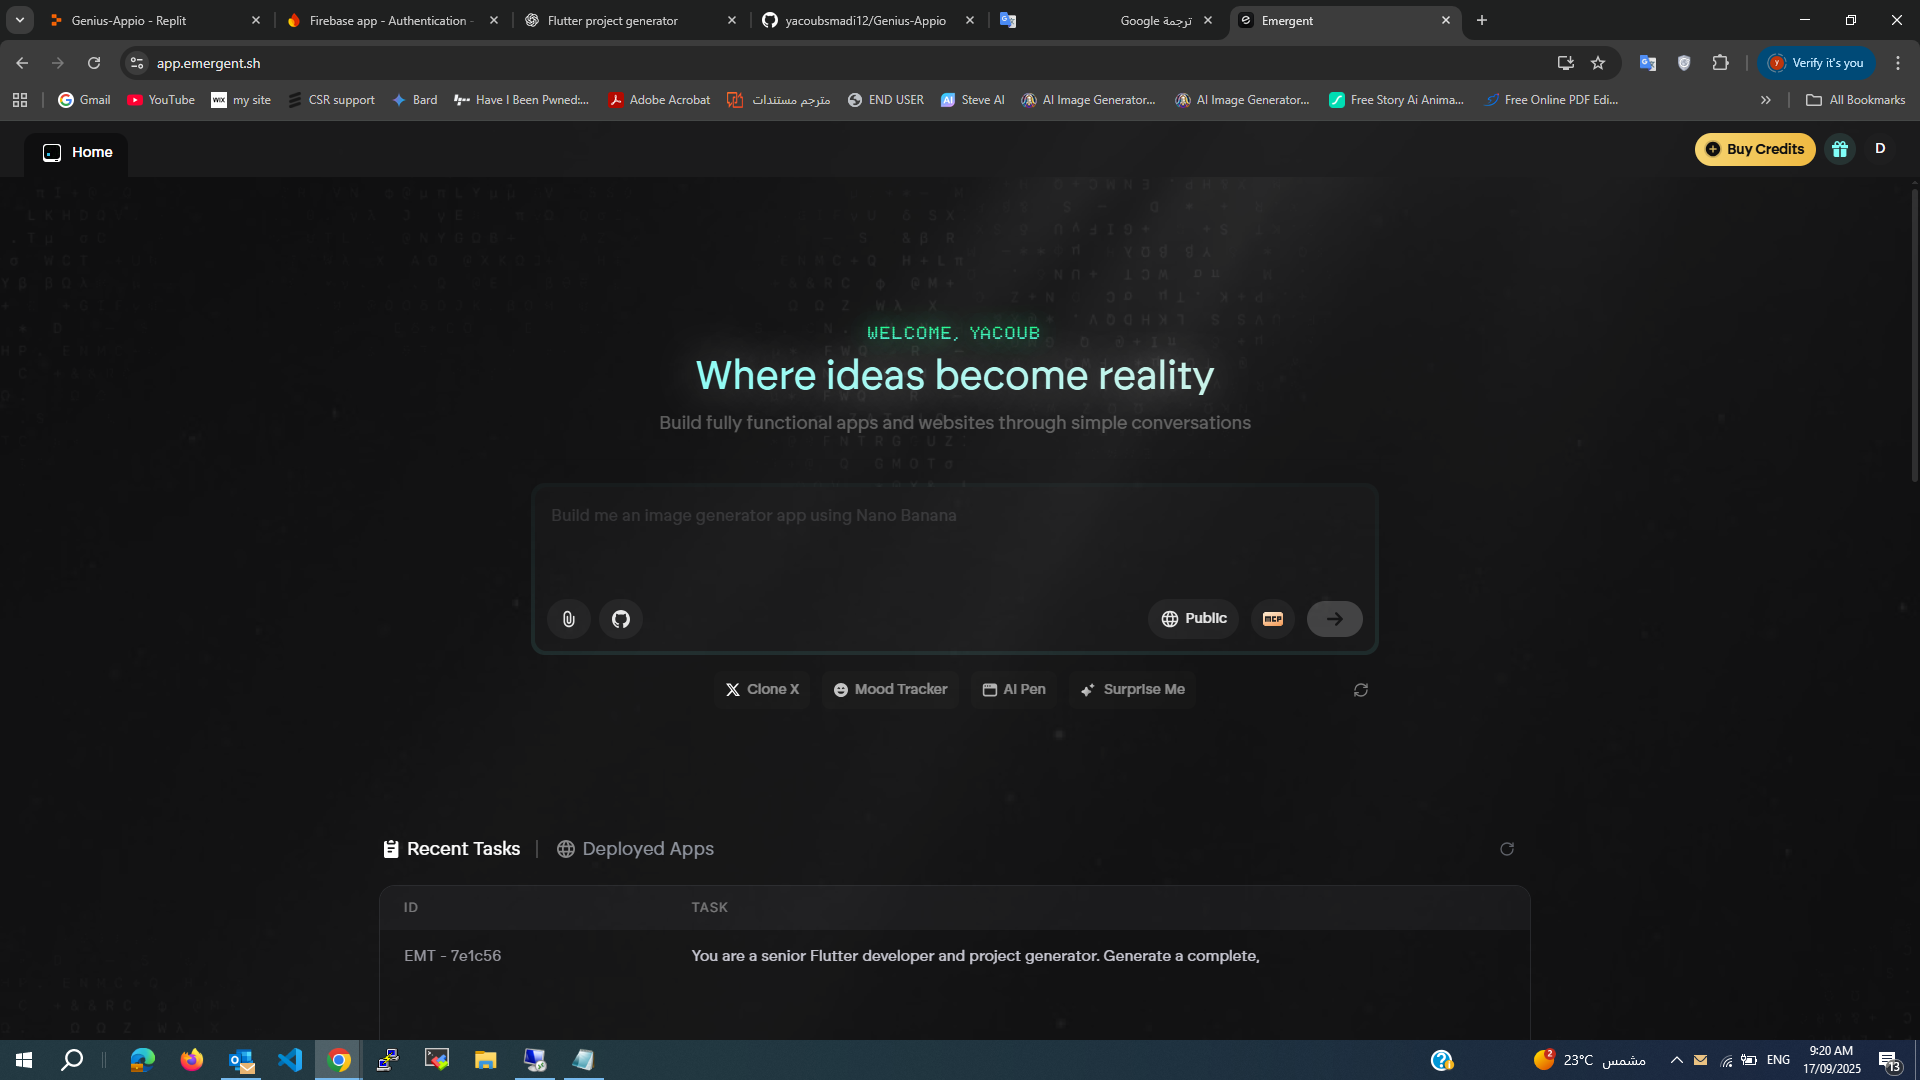 Genius-Appio - Replit
Firebase app - Authentication -
Flutter project generator
yacoubsmadi12/Genius-Appio
ترجمة Google
Emergent
app.emergent.sh
Verify it's you
Gmail
YouTube
WIX my site
CSR support
Bard
Have I Been Pwned:...
Adobe Acrobat
مترجم مستندات
END USER
Steve AI
AI Image Generator...
AI Image Generator...
Free Story Ai Anima...
Free Online PDF Edi...
All Bookmarks
Home
Buy Credits
D
WELCOME, YACOUB
Where ideas become reality
Build fully functional apps and websites through simple conversations
Build me an image generator app using Nano Banana
Public
MCP
Clone X
Mood Tracker
AI Pen
Surprise Me
Recent Tasks
Deployed Apps
ID
TASK
EMT - 7e1c56
You are a senior Flutter developer and project generator. Generate a complete,
2
23°C مشمس
ENG
9:20 AM
17/09/2025
13